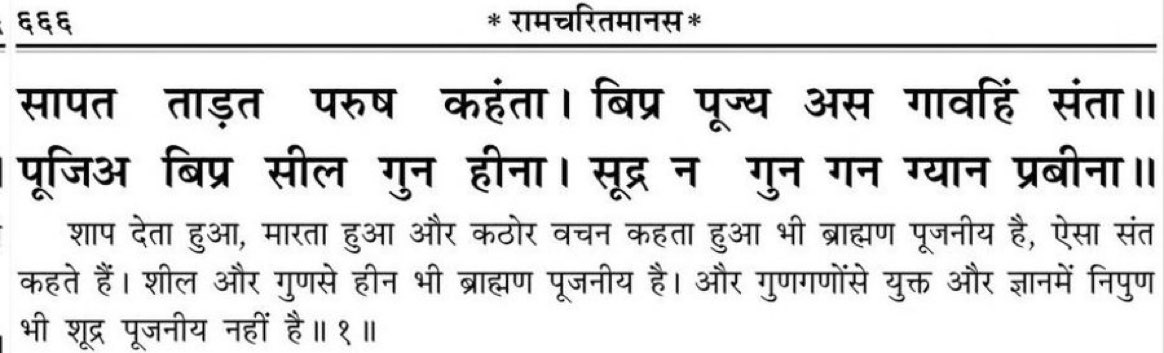 ६६६ * रामचरितमानस *
सापत ताड़त परुष कहंता। बिप्र पूज्य अस गावहिं संता॥
पूजिअ बिप्र सील गुन हीना। सूद्र न गुन गन ग्यान प्रबीना॥
शाप देता हुआ, मारता हुआ और कठोर वचन कहता हुआ भी ब्राह्मण पूजनीय है, ऐसा संत
कहते हैं। शील और गुणसे हीन भी ब्राह्मण पूजनीय है। और गुणगणोंसे युक्त और ज्ञानमें निपुण
भी शूद्र पूजनीय नहीं है॥ १ ॥